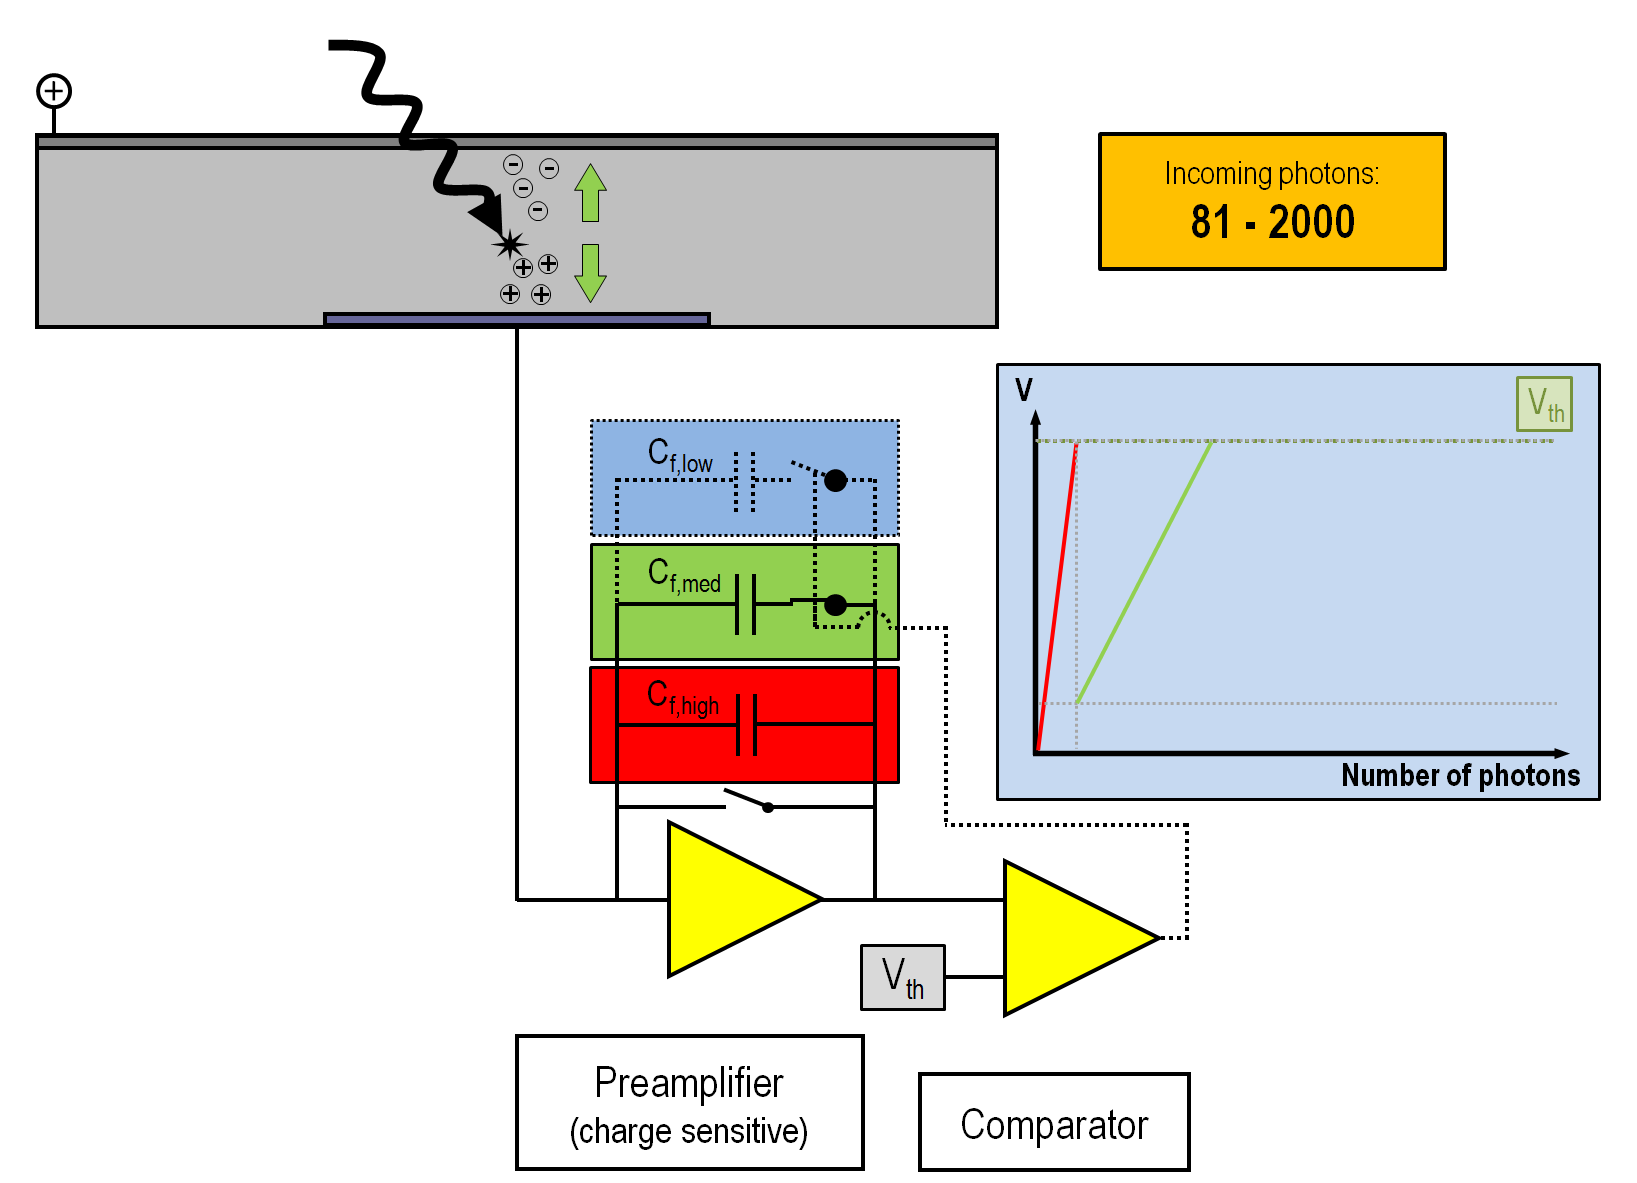 Incoming photons:
81 - 2000
V
Vth
Cf,low
Cf,med
Cf,high
Number of photons
Vth
Preamplifier
(charge sensitive)
Comparator